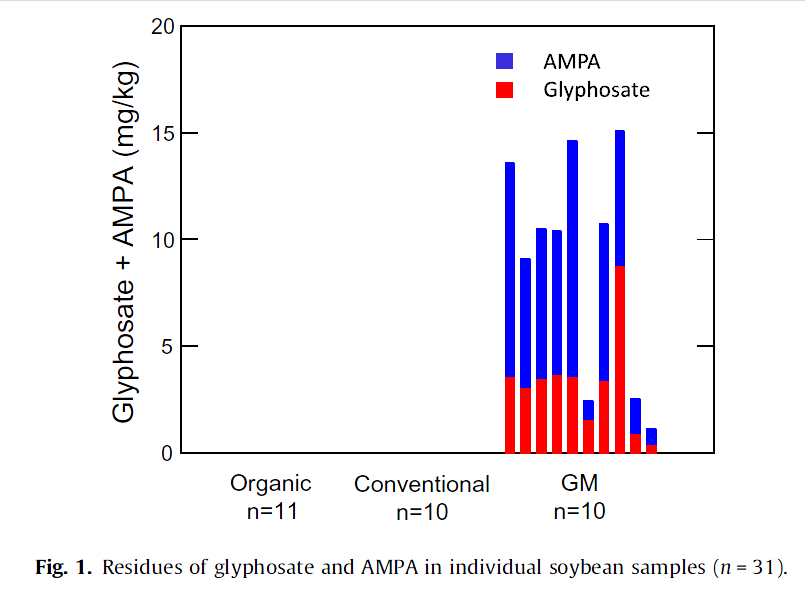 20
AMPA
Glyphosate
15
10
5
0
Glyphosate + AMPA (mg/kg)
Organic
n=11
Conventional
n=10
GM
n=10
Fig. 1. Residues of glyphosate and AMPA in individual soybean samples (n = 31).